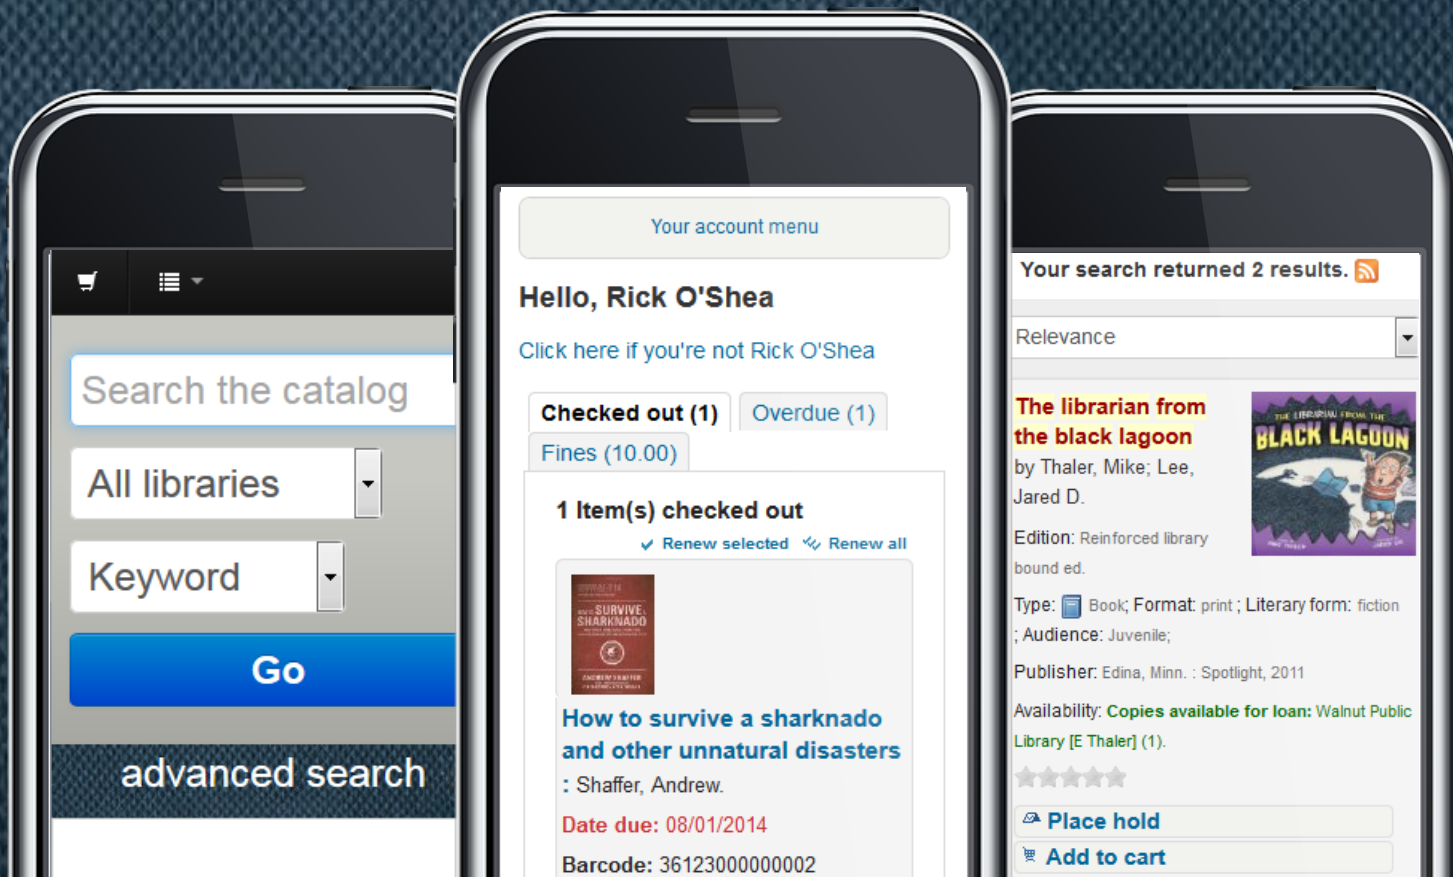 Search the catalog
All libraries
Keyword
Go
advanced search
Your account menu
Hello, Rick O'Shea
Click here if you're not Rick O'Shea
Checked out (1)
Overdue (1)
Fines (10.00)
1 Item(s) checked out
Renew selected
Renew all
SURVIVE
SHARKNADO
ANDREW SHAFFER
How to survive a sharknado
and other unnatural disasters
: Shaffer, Andrew.
Date due: 08/01/2014
Barcode: 36123000000002
Your search returned 2 results.
Relevance
The librarian from
the black lagoon
by Thaler, Mike; Lee,
Jared D.
THE LIBRARIAN FROM THE
BLACK LAGOON
Edition: Reinforced library
bound ed.
Type: Book; Format: print ; Literary form: fiction
; Audience: Juvenile;
Publisher: Edina, Minn. : Spotlight, 2011
Availability: Copies available for loan: Walnut Public
Library [E Thaler] (1).
Place hold
Add to cart